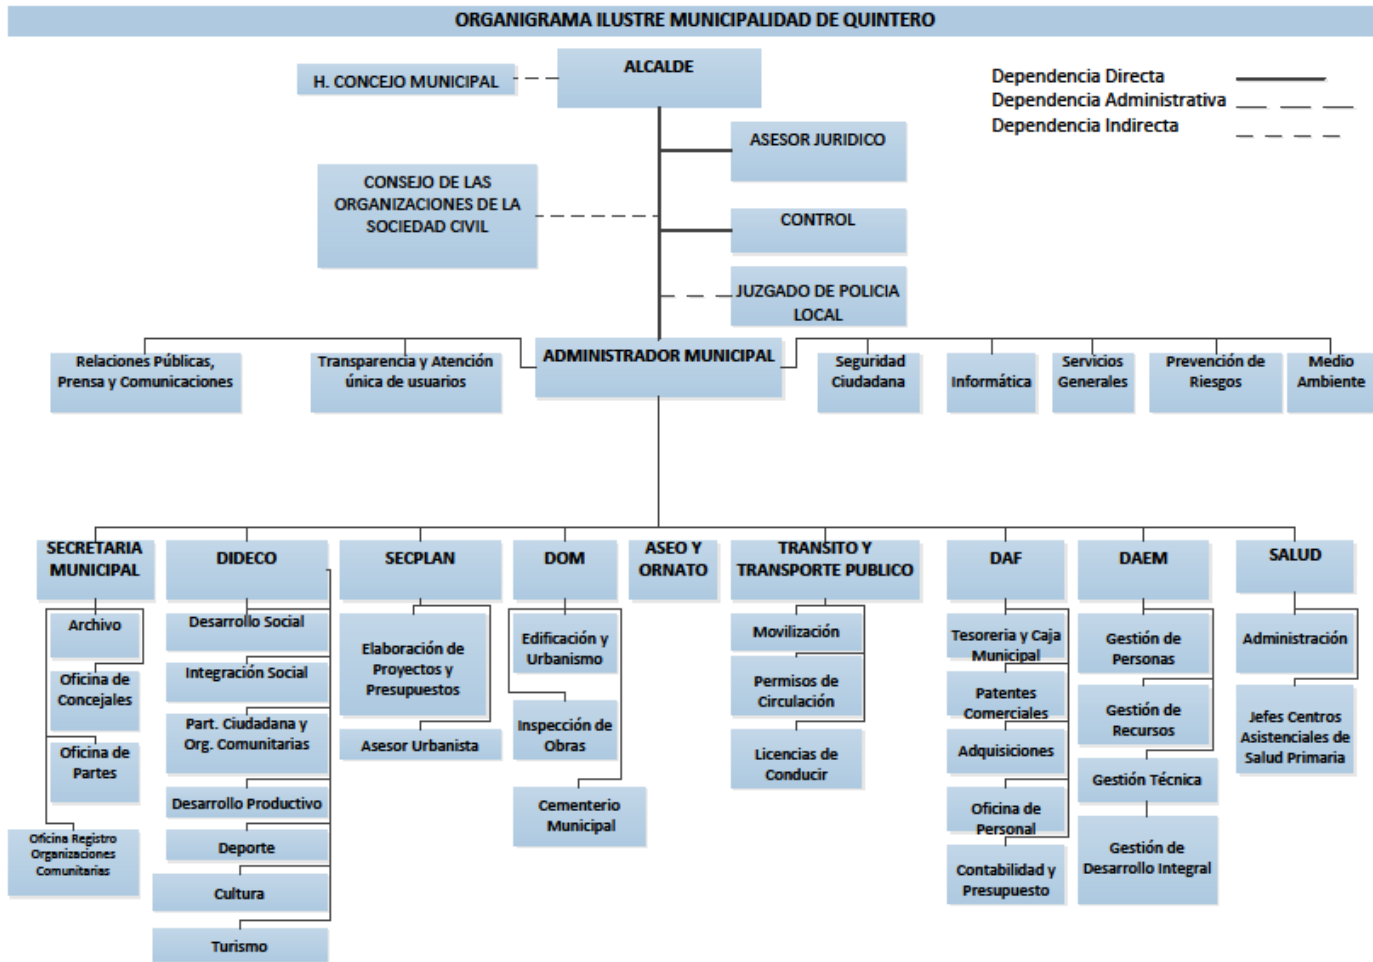 ORGANIGRAMA ILUSTRE MUNICIPALIDAD DE QUINTERO
ALCALDE
H. CONCEJO MUNICIPAL
Dependencia Directa
Dependencia Administrativa
Dependencia Indirecta
ASESOR JURIDICO
CONSEJO DE LAS
ORGANIZACIONES DE LA
SOCIEDAD CIVIL
CONTROL
JUZGADO DE POLICIA
LOCAL
ADMINISTRADOR MUNICIPAL
Relaciones Públicas,
Prensa y Comunicaciones
Transparencia y Atención
única de usuarios
Seguridad
Ciudadana
Informática
Servicios
Generales
Prevención de
Riesgos
Medio
Ambiente
SECRETARIA
MUNICIPAL
DIDECO
SECPLAN
DOM
ASEO Y
ORNATO
TRANSITO Y
TRANSPORTE PUBLICO
DAF
DAEM
SALUD
Archivo
Oficina de
Concejales
Oficina de
Partes
Oficina Registro
Organizaciones
Comunitarias
Desarrollo Social
Integración Social
Part. Ciudadana y
Org. Comunitarias
Desarrollo Productivo
Deporte
Cultura
Turismo
Elaboración de
Proyectos y
Presupuestos
Asesor Urbanista
Edificación y
Urbanismo
Inspección de
Obras
Cementerio
Municipal
Movilización
Permisos de
Circulación
Licencias de
Conducir
Tesoreria y Caja
Municipal
Patentes
Comerciales
Adquisiciones
Oficina de
Personal
Contabilidad y
Presupuesto
Gestión de
Personas
Gestión de
Recursos
Gestión Técnica
Gestión de
Desarrollo Integral
Administración
Jefes Centros
Asistenciales de
Salud Primaria